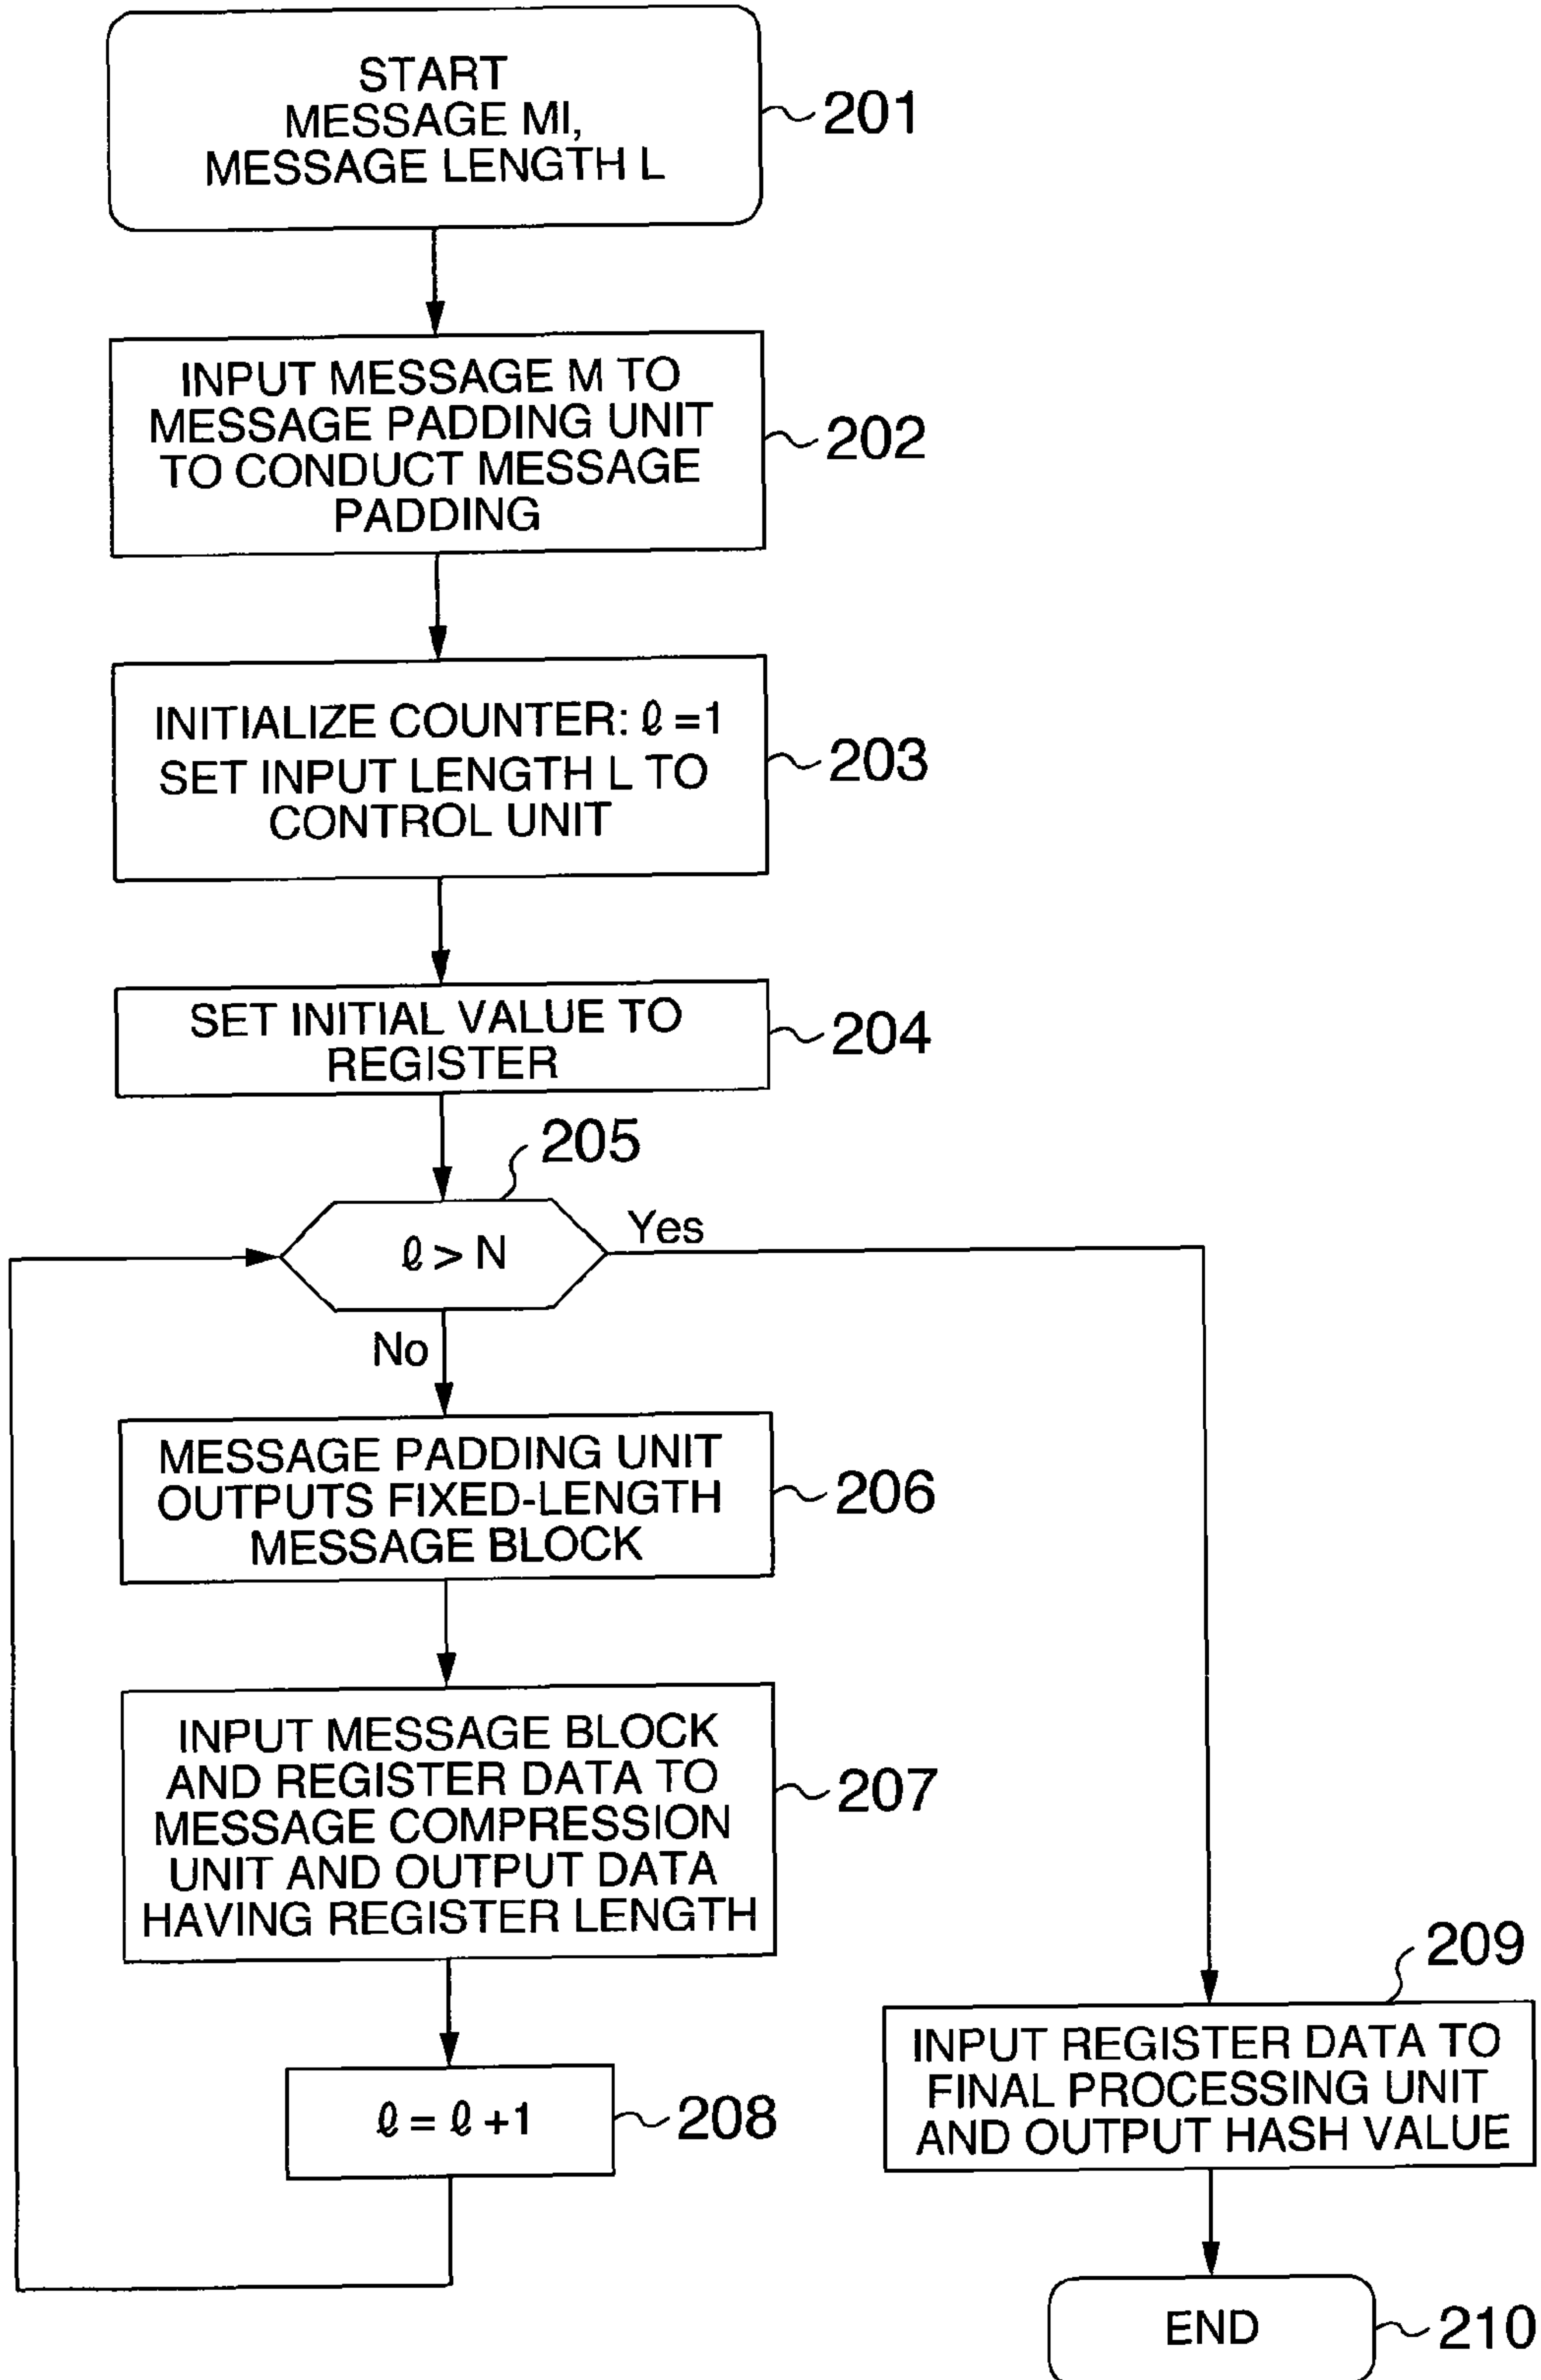 START
MESSAGE MI,
MESSAGE LENGTH L
201
INPUT MESSAGE M TO
MESSAGE PADDING UNIT
TO CONDUCT MESSAGE
PADDING
202
INITIALIZE COUNTER: ℓ =1
SET INPUT LENGTH L TO
CONTROL UNIT
203
SET INITIAL VALUE TO
REGISTER
204
205
ℓ > N
Yes
No
MESSAGE PADDING UNIT
OUTPUTS FIXED-LENGTH
MESSAGE BLOCK
206
INPUT MESSAGE BLOCK
AND REGISTER DATA TO
MESSAGE COMPRESSION
UNIT AND OUTPUT DATA
HAVING REGISTER LENGTH
207
ℓ = ℓ +1
208
209
INPUT REGISTER DATA TO
FINAL PROCESSING UNIT
AND OUTPUT HASH VALUE
END
210